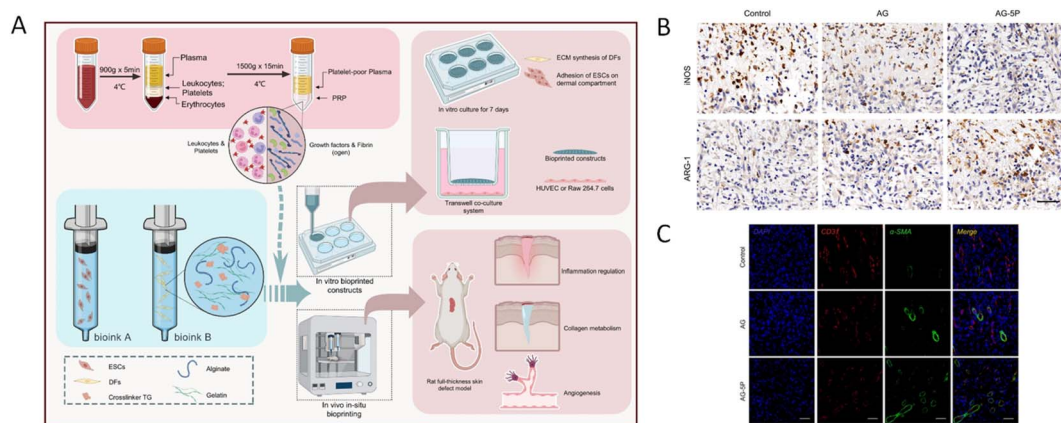 A
900g x 5min
4℃
Plasma
Leukocytes;
Platelets
Erythrocytes
1500g x 15min
4℃
Platelet-poor Plasma
PRP
Leukocytes &
Platelets
Growth factors & Fibrin
(ogen)
In vitro culture for 7 days
ECM synthesis of DFs
Adhesion of ESCs on
dermal compartment
Transwell co-culture
system
Bioprinted constructs
HUVEC or Raw 264.7 cells
bioink A
bioink B
In vitro bioprinted
constructs
In vivo in-situ
bioprinting
Rat full-thickness skin
defect model
Inflammation regulation
Collagen metabolism
Angiogenesis
ESCs
DFs
Crosslinker TG
Alginate
Gelatin
B
Control
AG
AG-5P
iNOS
ARG-1
C
DAPI
CD31
α-SMA
Merge
Control
AG
AG-5P